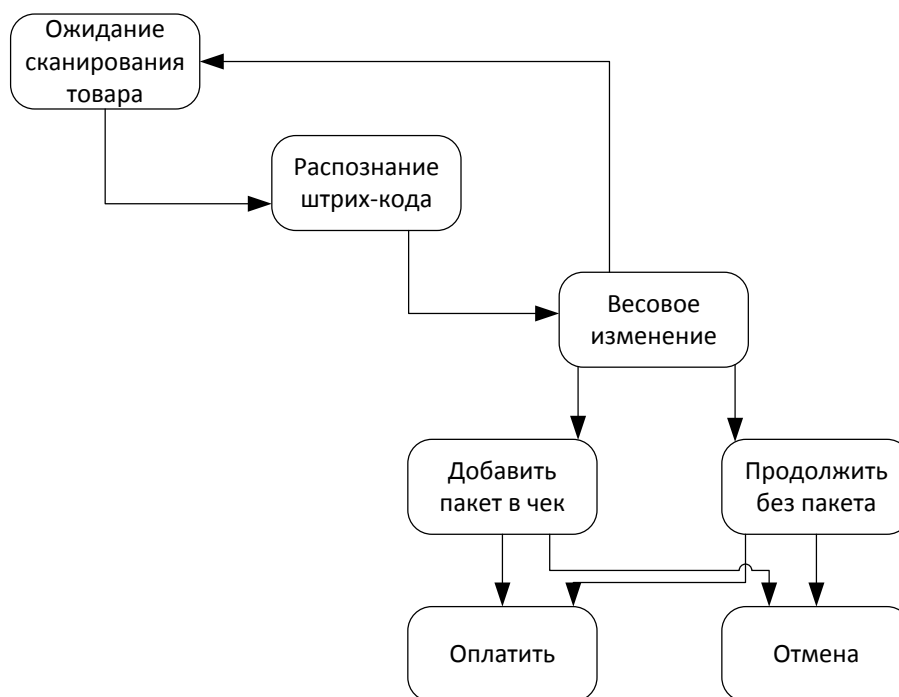 Ожидание
сканирования
товара
Распознание
штрих-кода
Весовое
изменение
Добавить
пакет в чек
Продолжить
без пакета
Оплатить
Отмена